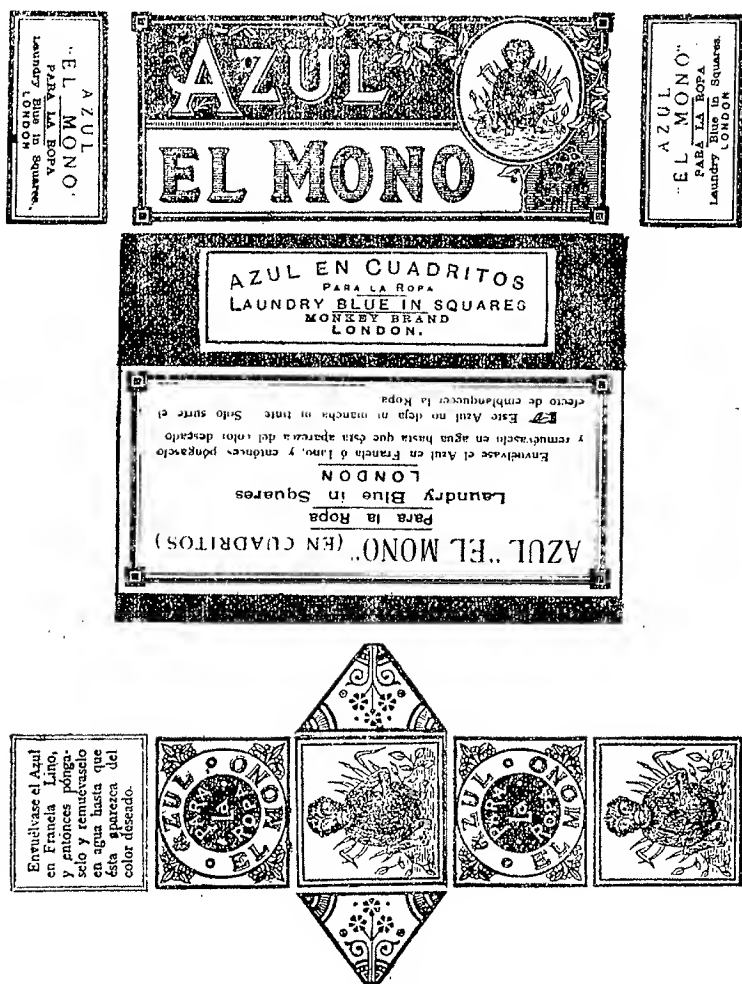 AZUL
"EL MONO"
PARA LA ROPA
Laundry Blue in Squares.
LONDON
AZUL
EL MONO
AZUL
"EL MONO"
PARA LA ROPA
Laundry Blue in Squares.
LONDON
AZUL EN CUADRITOS
PARA LA ROPA
LAUNDRY BLUE IN SQUARES
MONKEY BRAND
LONDON.
AZUL "EL MONO" (EN CUADRITOS)
Para la Ropa
Laundry Blue in Squares
LONDON
Envuelvase el Azul en Franela ó Lino, y entónces póngaselo
y remuévaselo en agua hasta que ésta aparezca del color deseado
Este Azul no deja ni mancha ni tinte Solo surte el
efecto de emblanquecer la Ropa
Envuelvase el Azul
en Franela Lino,
y entonces pónga-
selo y remuevaselo
en agua hasta que
ésta aparezca del
color deseado.
AZUL EL MONO
PARA
LA
ROPA
AZUL EL MONO
PARA
LA
ROPA